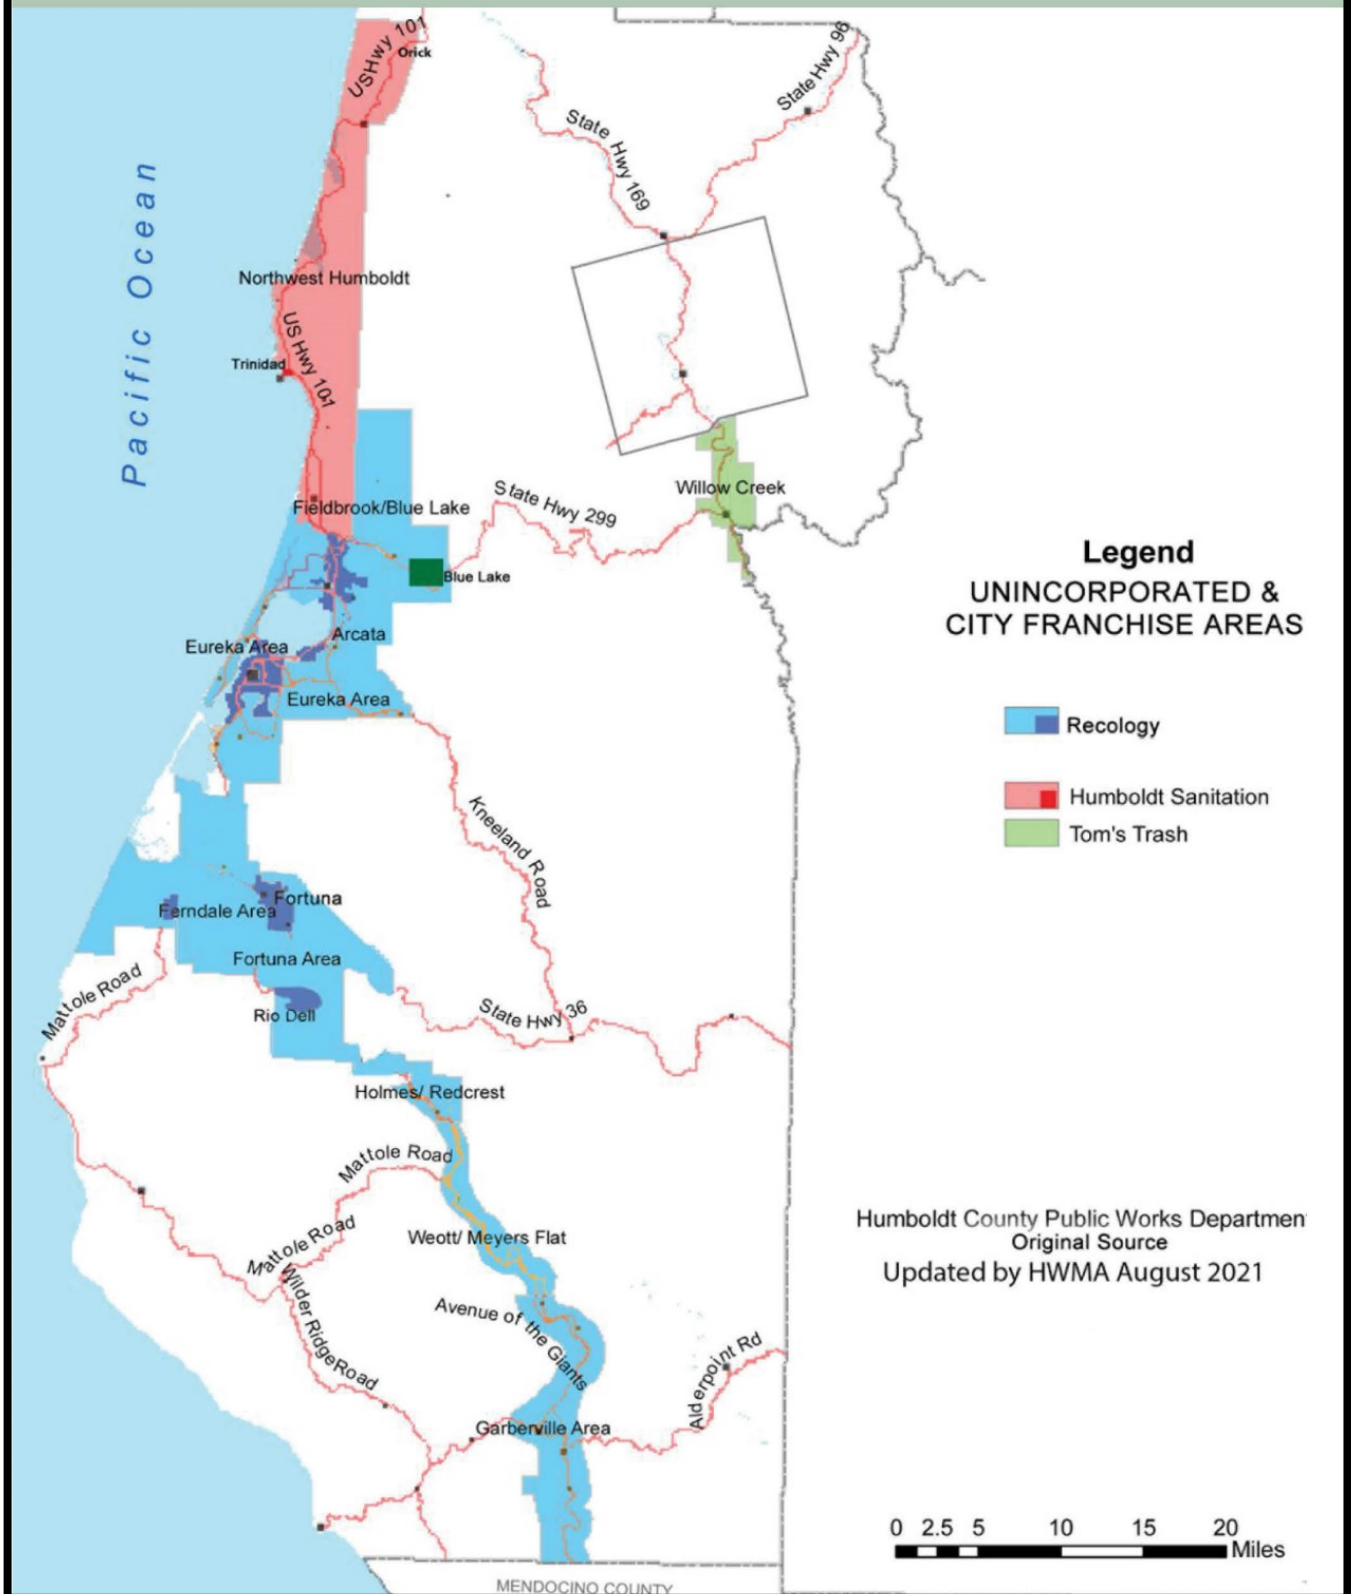 US Hwy 101
Orick
State Hwy 96
State Hwy 169
Pacific Ocean
Northwest Humboldt
US Hwy 101
Trinidad
Willow Creek
State Hwy 299
Fieldbrook/Blue Lake
Blue Lake
Arcata
Eureka Area
Eureka Area
Kneeland Road
Fortuna
Ferndale Area
Fortuna Area
Mattole Road
Rio Dell
State Hwy 36
Holmes/ Redcrest
Mattole Road
Mattole Road
Weott/ Meyers Flat
Wilder Ridge Road
Avenue of the Giants
Alderpoint Rd
Garberville Area
MENDOCINO COUNTY
Legend
UNINCORPORATED &
CITY FRANCHISE AREAS
Recology
Humboldt Sanitation
Tom's Trash
Humboldt County Public Works Departmen
Original Source
Updated by HWMA August 2021
0 2.5 5 10 15 20
Miles